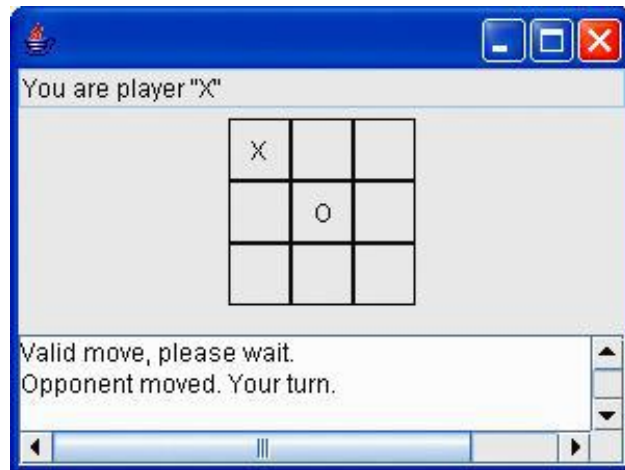 You are player "X"
X
O
Valid move, please wait.
Opponent moved. Your turn.